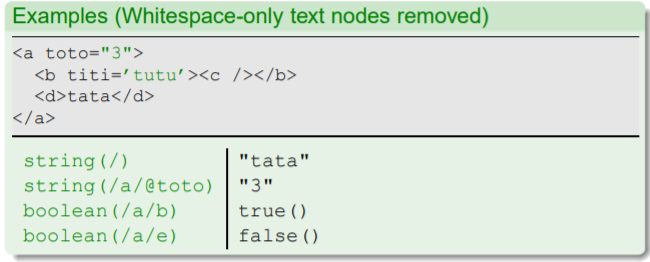 Examples (Whitespace-only text nodes removed)
<a toto="3">
  <b titi='tutu'><c /></b>
  <d>tata</d>
</a>
string(/) "tata"
string(/a/@toto) "3"
boolean(/a/b) true()
boolean(/a/e) false()